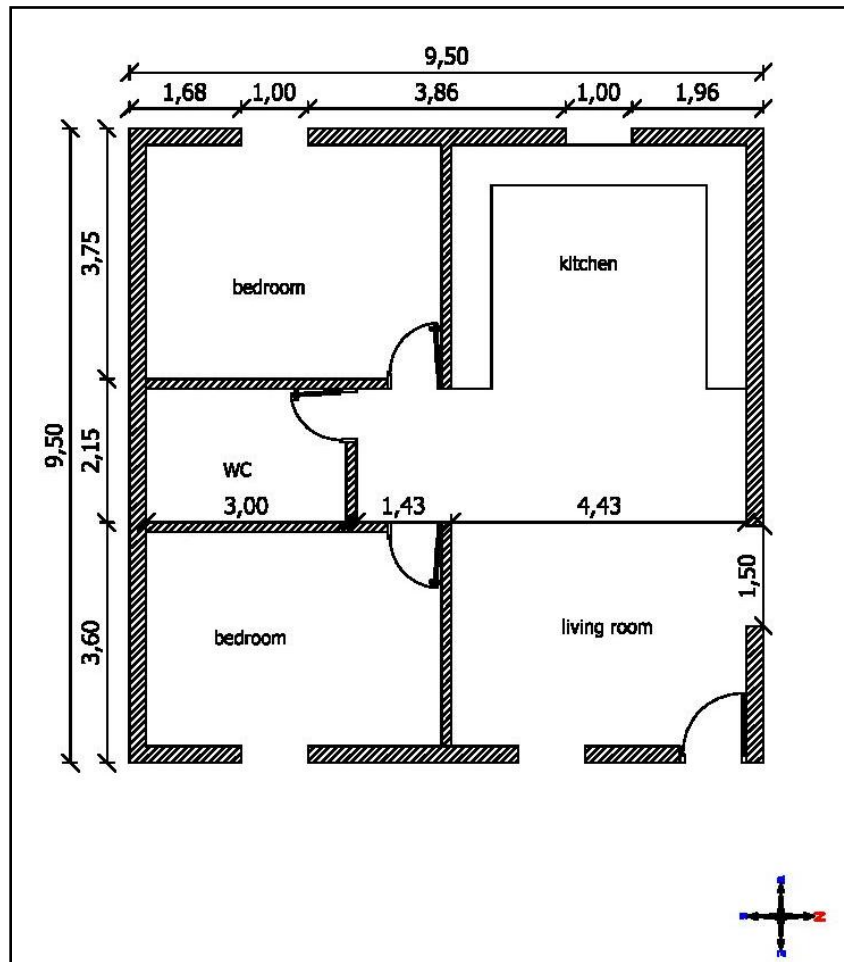 9,50
1,68 1,00 3,86 1,00 1,96
3,75
kitchen
bedroom
9,50
2,15
WC
3,00 1,43 4,43
1,50
3,60
living room
bedroom
N